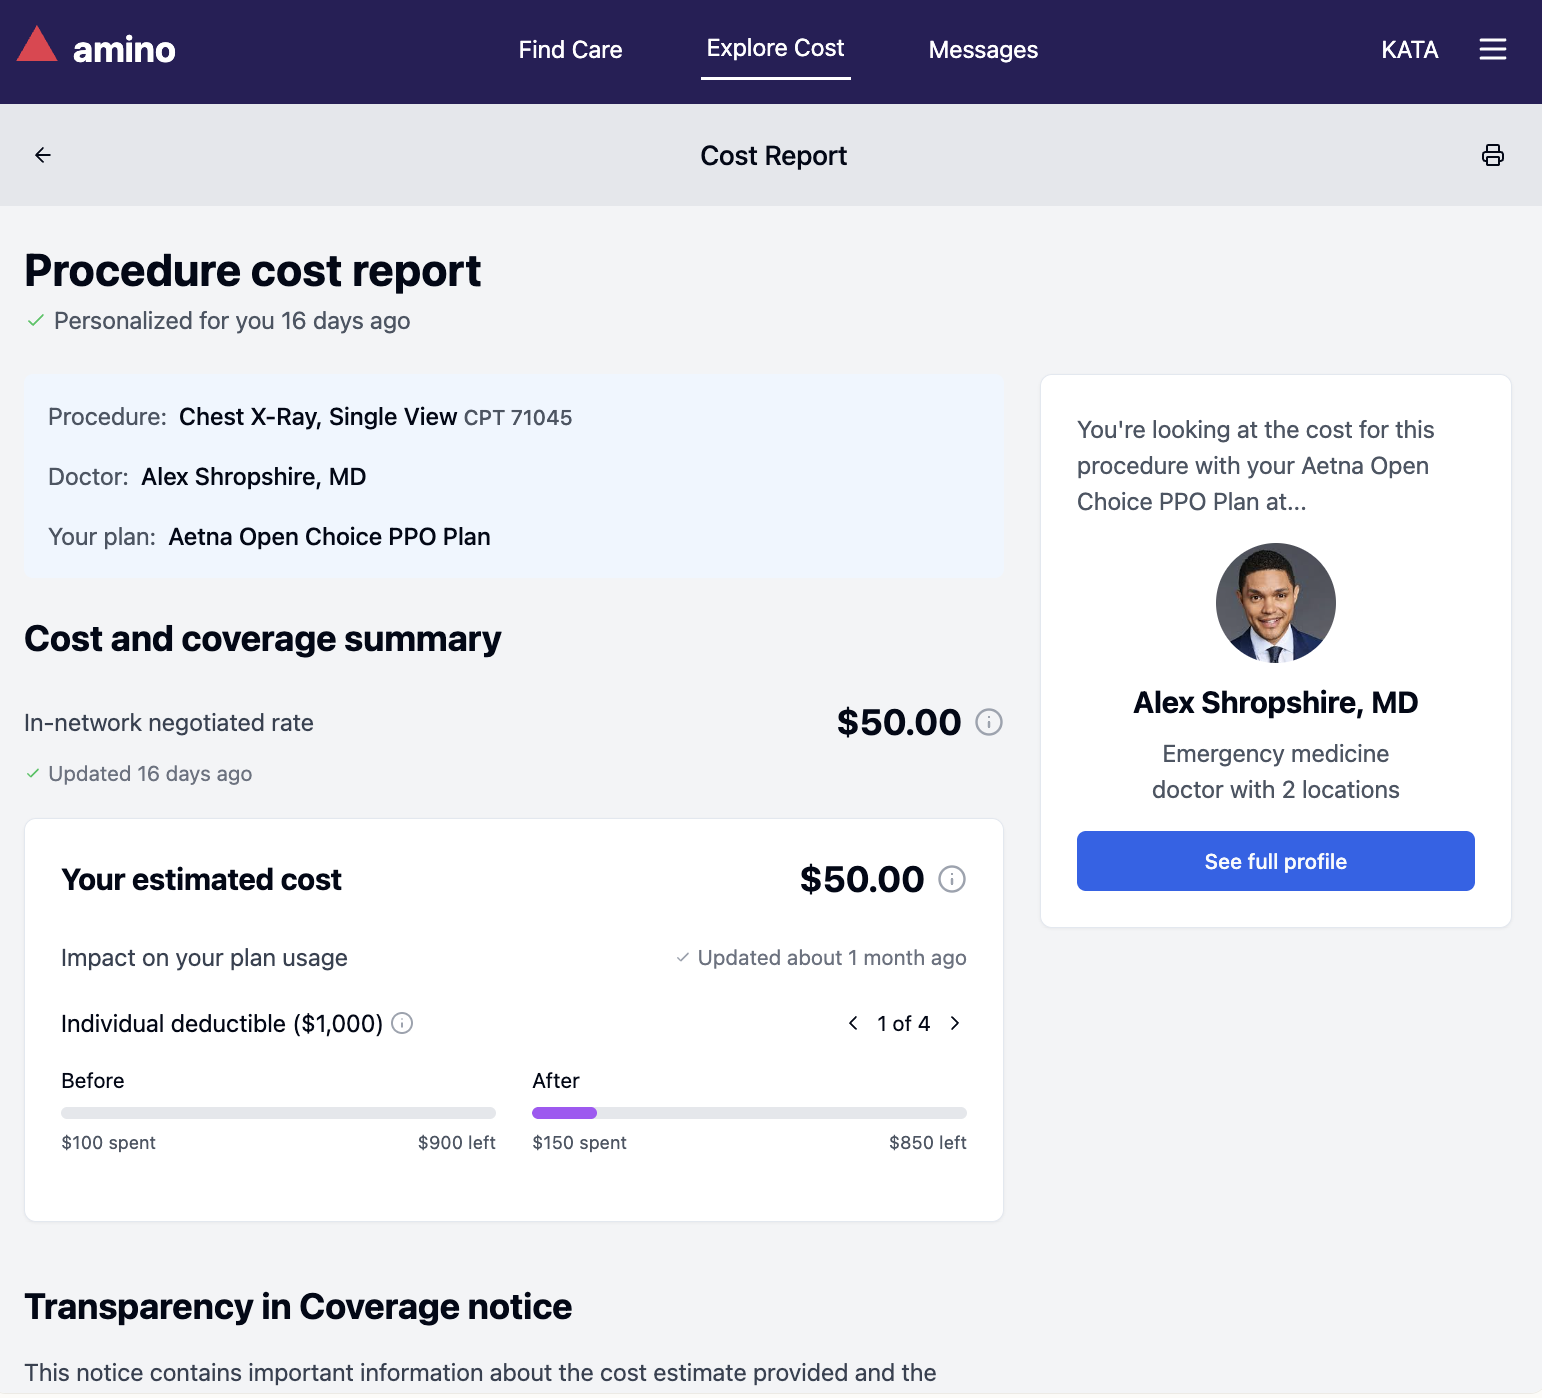 amino
Find Care
Explore Cost
Messages
KATA
Cost Report
Procedure cost report
Personalized for you 16 days ago
Procedure: Chest X-Ray, Single View CPT 71045
Doctor: Alex Shropshire, MD
Your plan: Aetna Open Choice PPO Plan
Cost and coverage summary
In-network negotiated rate
$50.00
Updated 16 days ago
Your estimated cost
$50.00
Impact on your plan usage
Updated about 1 month ago
Individual deductible ($1,000)
1 of 4
Before
$100 spent
$900 left
After
$150 spent
$850 left
You're looking at the cost for this
procedure with your Aetna Open
Choice PPO Plan at...
Alex Shropshire, MD
Emergency medicine
doctor with 2 locations
See full profile
Transparency in Coverage notice
This notice contains important information about the cost estimate provided and the